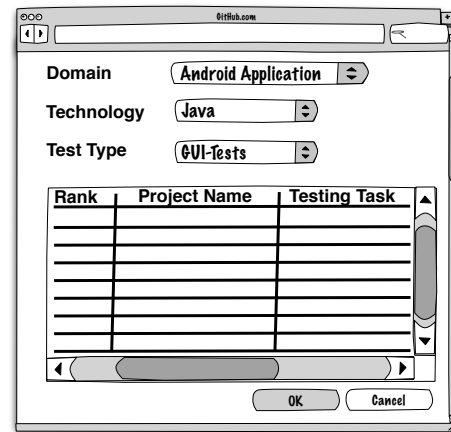 GitHub.com
Domain Android Application
Technology Java
Test Type GUI-Tests
Rank Project Name Testing Task
OK Cancel